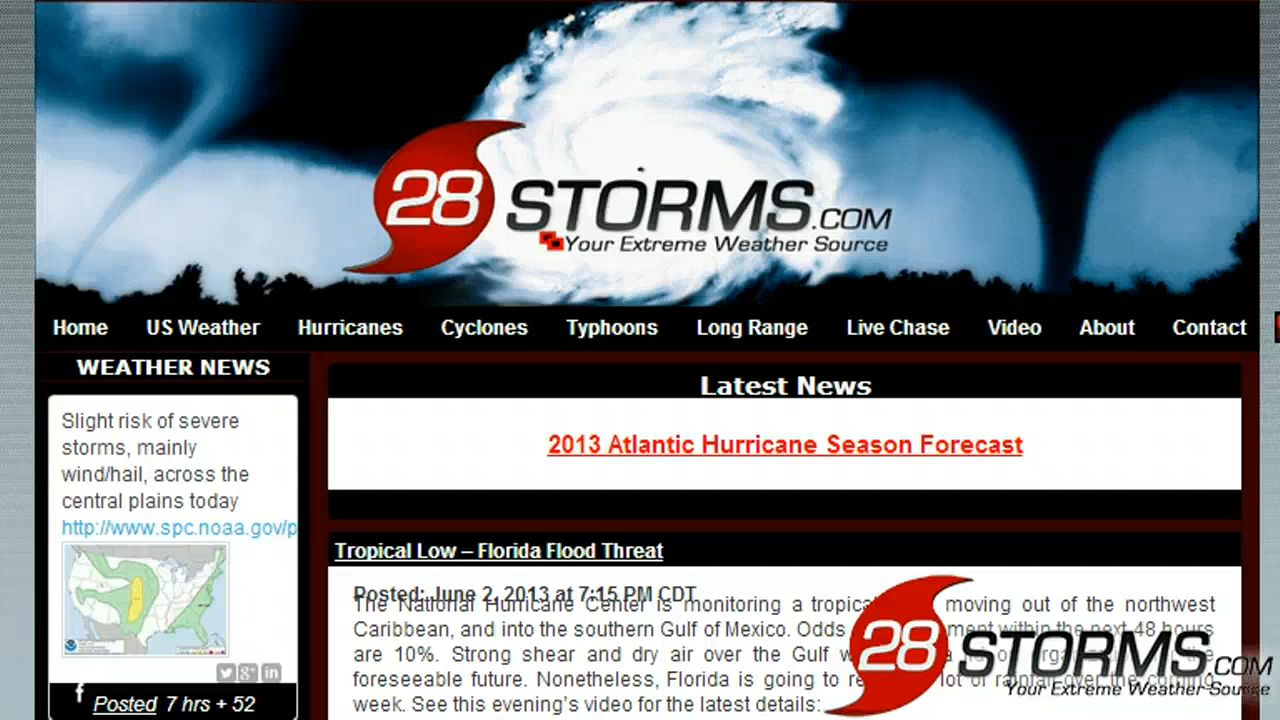 28 STORMS.COM
Your Extreme Weather Source
Home US Weather Hurricanes Cyclones Typhoons Long Range Live Chase Video About Contact
WEATHER NEWS
Slight risk of severe
storms, mainly
wind/hail, across the
central plains today
http://www.spc.noaa.gov/p
Posted 7 hrs + 52
Latest News
2013 Atlantic Hurricane Season Forecast
Tropical Low – Florida Flood Threat
Posted: June 2, 2013 at 7:15 PM CDT
The National Hurricane Center is monitoring a moving out of the northwest
Caribbean, and into the southern Gulf of Mexico. Odds within the next 48 hours
are 10%. Strong shear and dry air over the Gulf
foreseeable future. Nonetheless, Florida is going to lot of over the coming
week. See this evening's video for the latest details:
28 STORMS.COM
Your Extreme Weather Source